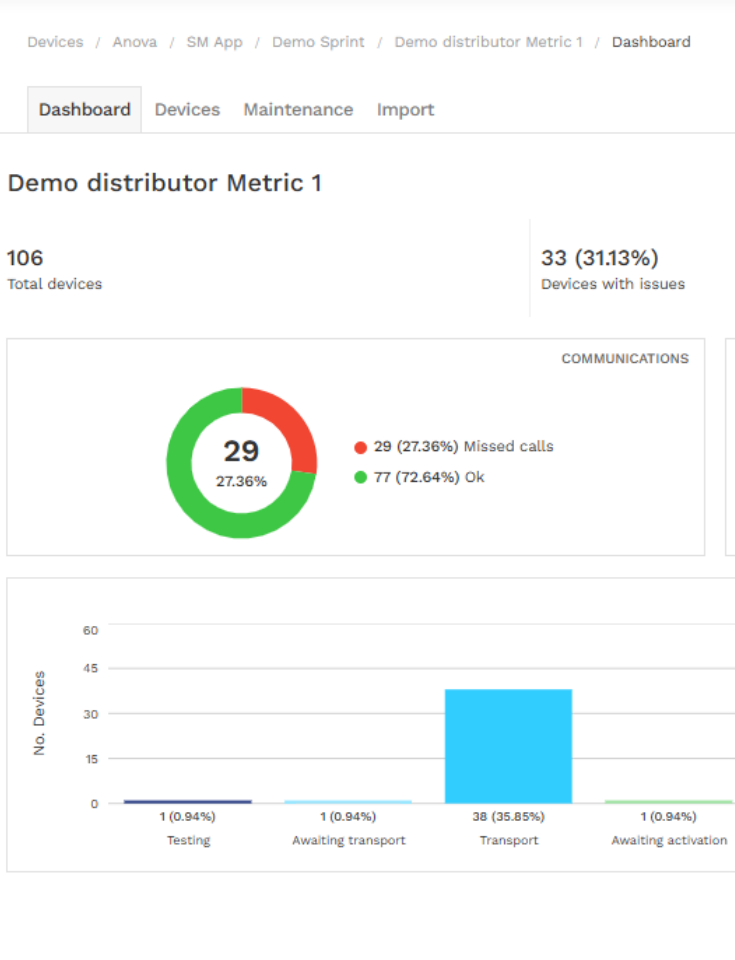 Devices / Anova / SM App / Demo Sprint / Demo distributor Metric 1 / Dashboard
Dashboard Devices Maintenance Import
Demo distributor Metric 1
106
Total devices
33 (31.13%)
Devices with issues
COMMUNICATIONS
29
27.36%
29 (27.36%) Missed calls
77 (72.64%) Ok
No. Devices
60
45
30
15
0
1 (0.94%) 1 (0.94%) 38 (35.85%) 1 (0.94%)
Testing Awaiting transport Transport Awaiting activation